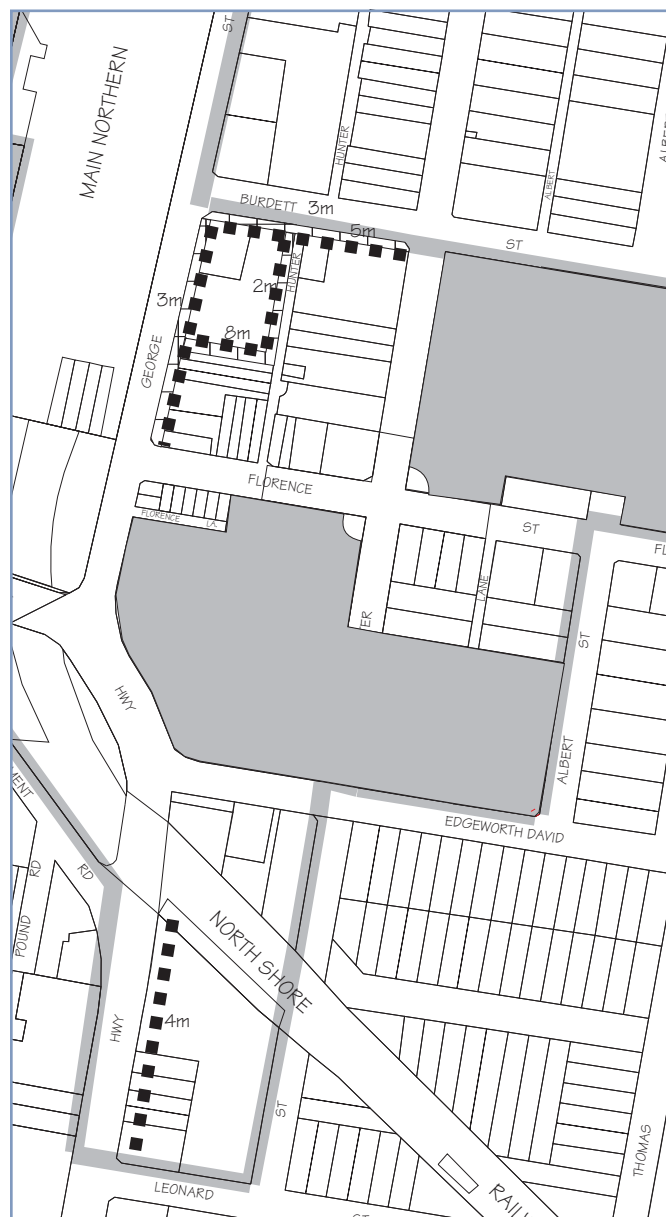 ST
MAIN NORTHERN
HUNTER
ALBERT
BURDETT
3m
5m
ST
HUNTER
2m
3m
8m
GEORGE
FLORENCE
ST
FLORENCE
LA.
FL
LANE
ER
ST
HWY
ALBERT
MENT
RD
RD
EDGEWORTH DAVID
POUND
NORTH SHORE
4m
HWY
ST
THOMAS
LEONARD
RAIL
ST